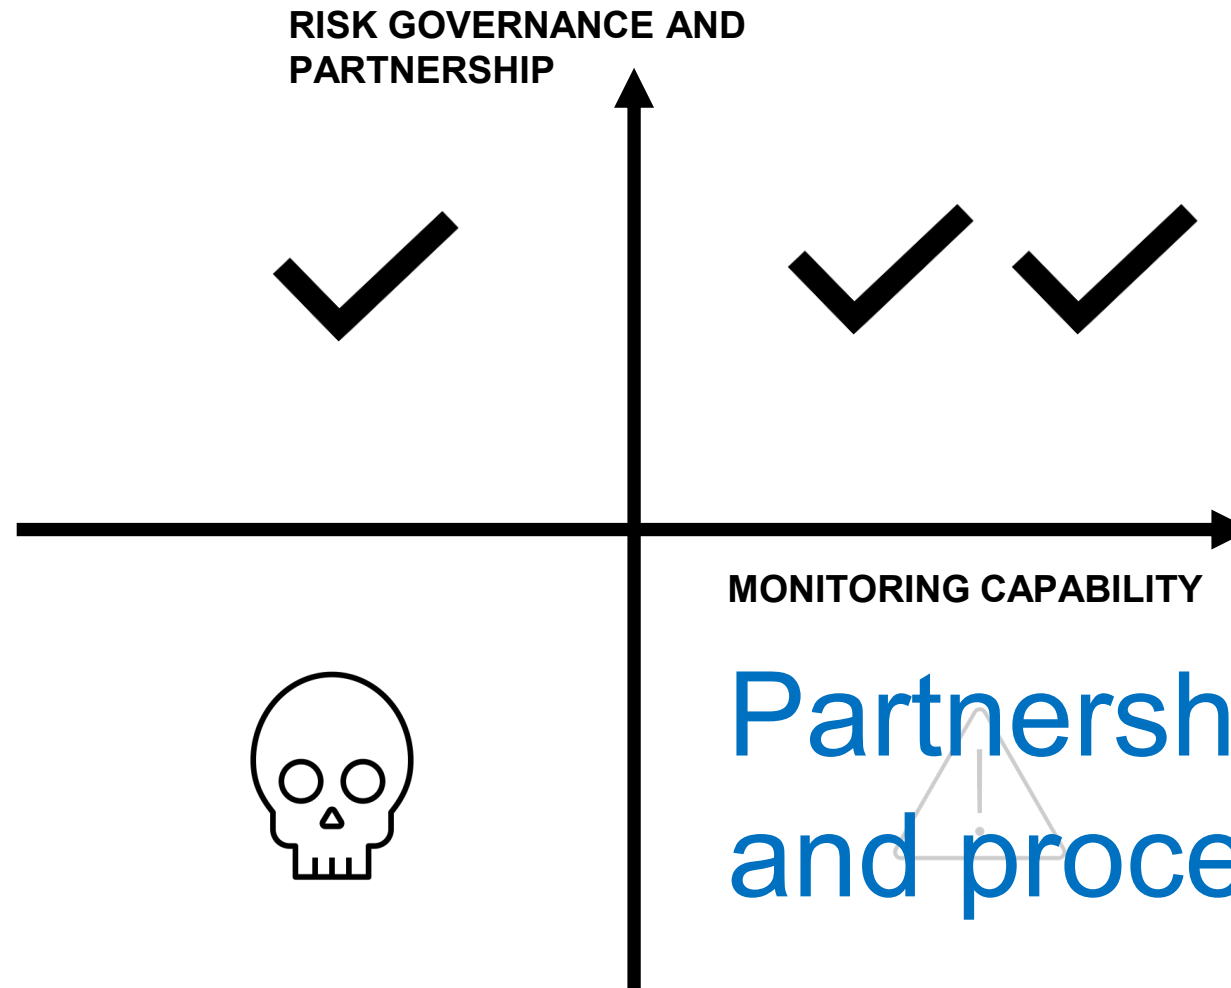 RISK GOVERNANCE AND
PARTNERSHIP
MONITORING CAPABILITY
Partnersh
and proce